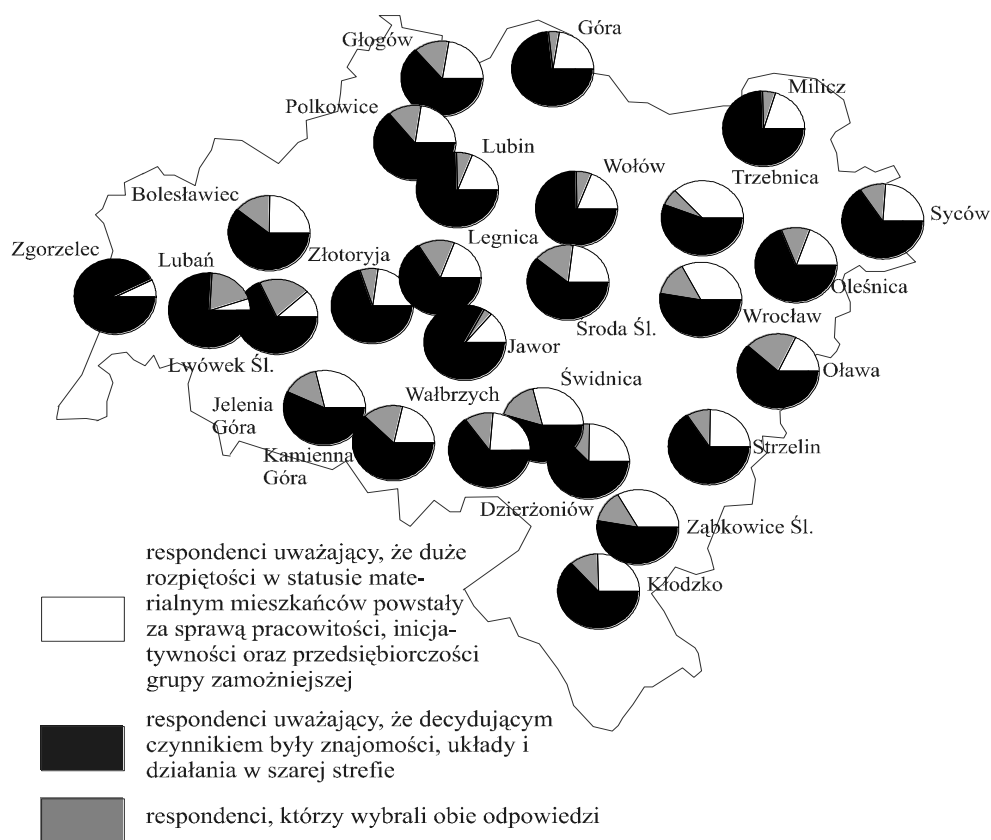 Góra
Głogów
Milicz
Polkowice
Lubin
Wołów
Trzebnica
Bolesławiec
Syców
Legnica
Zgorzelec
Lubań
Złotoryja
Oleśnica
Wrocław
Środa Śl.
Jawor
Lwówek Śl.
Oława
Świdnica
Wałbrzych
Jelenia
Góra
Strzelin
Kamienna
Góra
Dzierżoniów
Ząbkowice Śl.
Kłodzko
respondenci uważający, że duże
rozpiętości w statusie mate-
rialnym mieszkańców powstały
za sprawą pracowitości, inicja-
tywności oraz przedsiębiorczości
grupy zamożniejszej
respondenci uważający, że decydującym
czynnikiem były znajomości, układy i
działania w szarej strefie
respondenci, którzy wybrali obie odpowiedzi